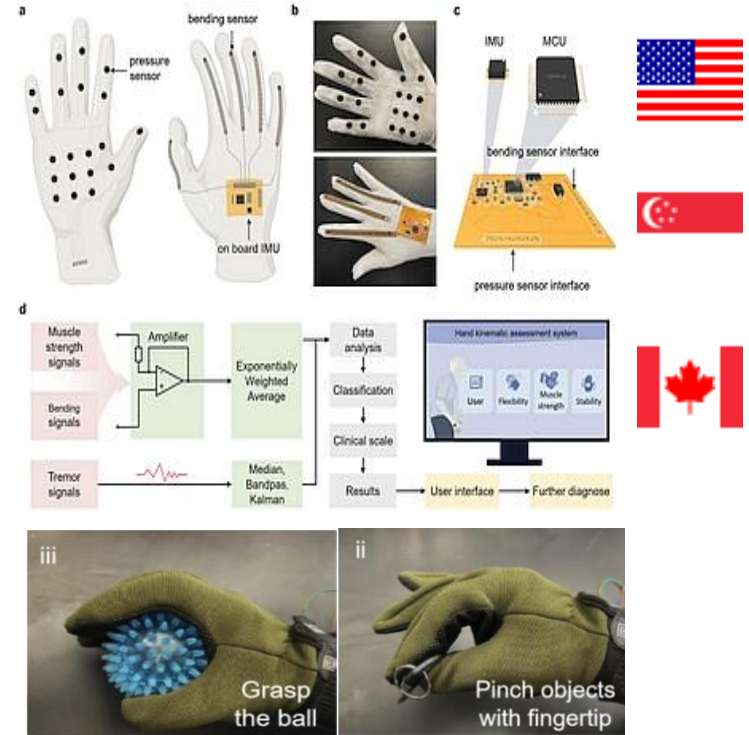 a
bending sensor
pressure
sensor
on board IMU
b
c
IMU
MCU
bending sensor interface
pressure sensor interface
d
Muscle
strength
signals
Bending
signals
Tremor
signals
Amplifier
Exponentially
Weighted
Average
Median,
Bandpas,
Kalman
Data
analysis
Classification
Clinical scale
Results
User interface
Further diagnose
Hand kinematic assessment system
User
Flexibility
Muscle
strength
Stability
iii
Grasp
the ball
ii
Pinch objects
with fingertip